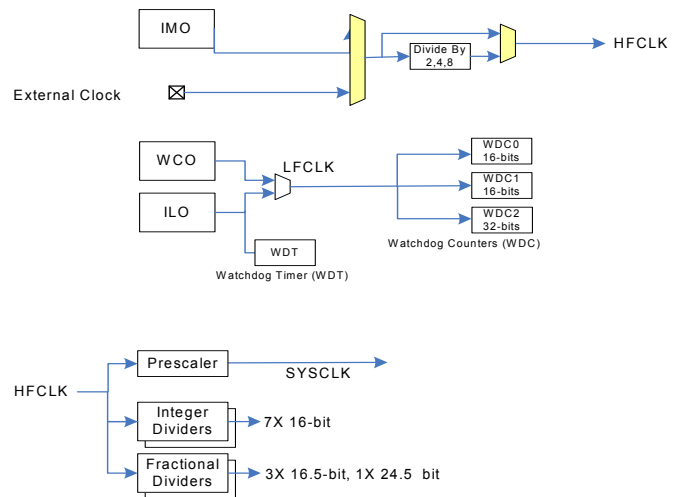 IMO
Divide By
2,4,8
HFCLK
External Clock
WCO
LFCLK
WDC0
16-bits
WDC1
16-bits
ILO
WDC2
32-bits
WDT
Watchdog Counters (WDC)
Watchdog Timer (WDT)
Prescaler
SYSCLK
HFCLK
Integer
Dividers
7X 16-bit
Fractional
Dividers
3X 16.5-bit, 1X 24.5 bit